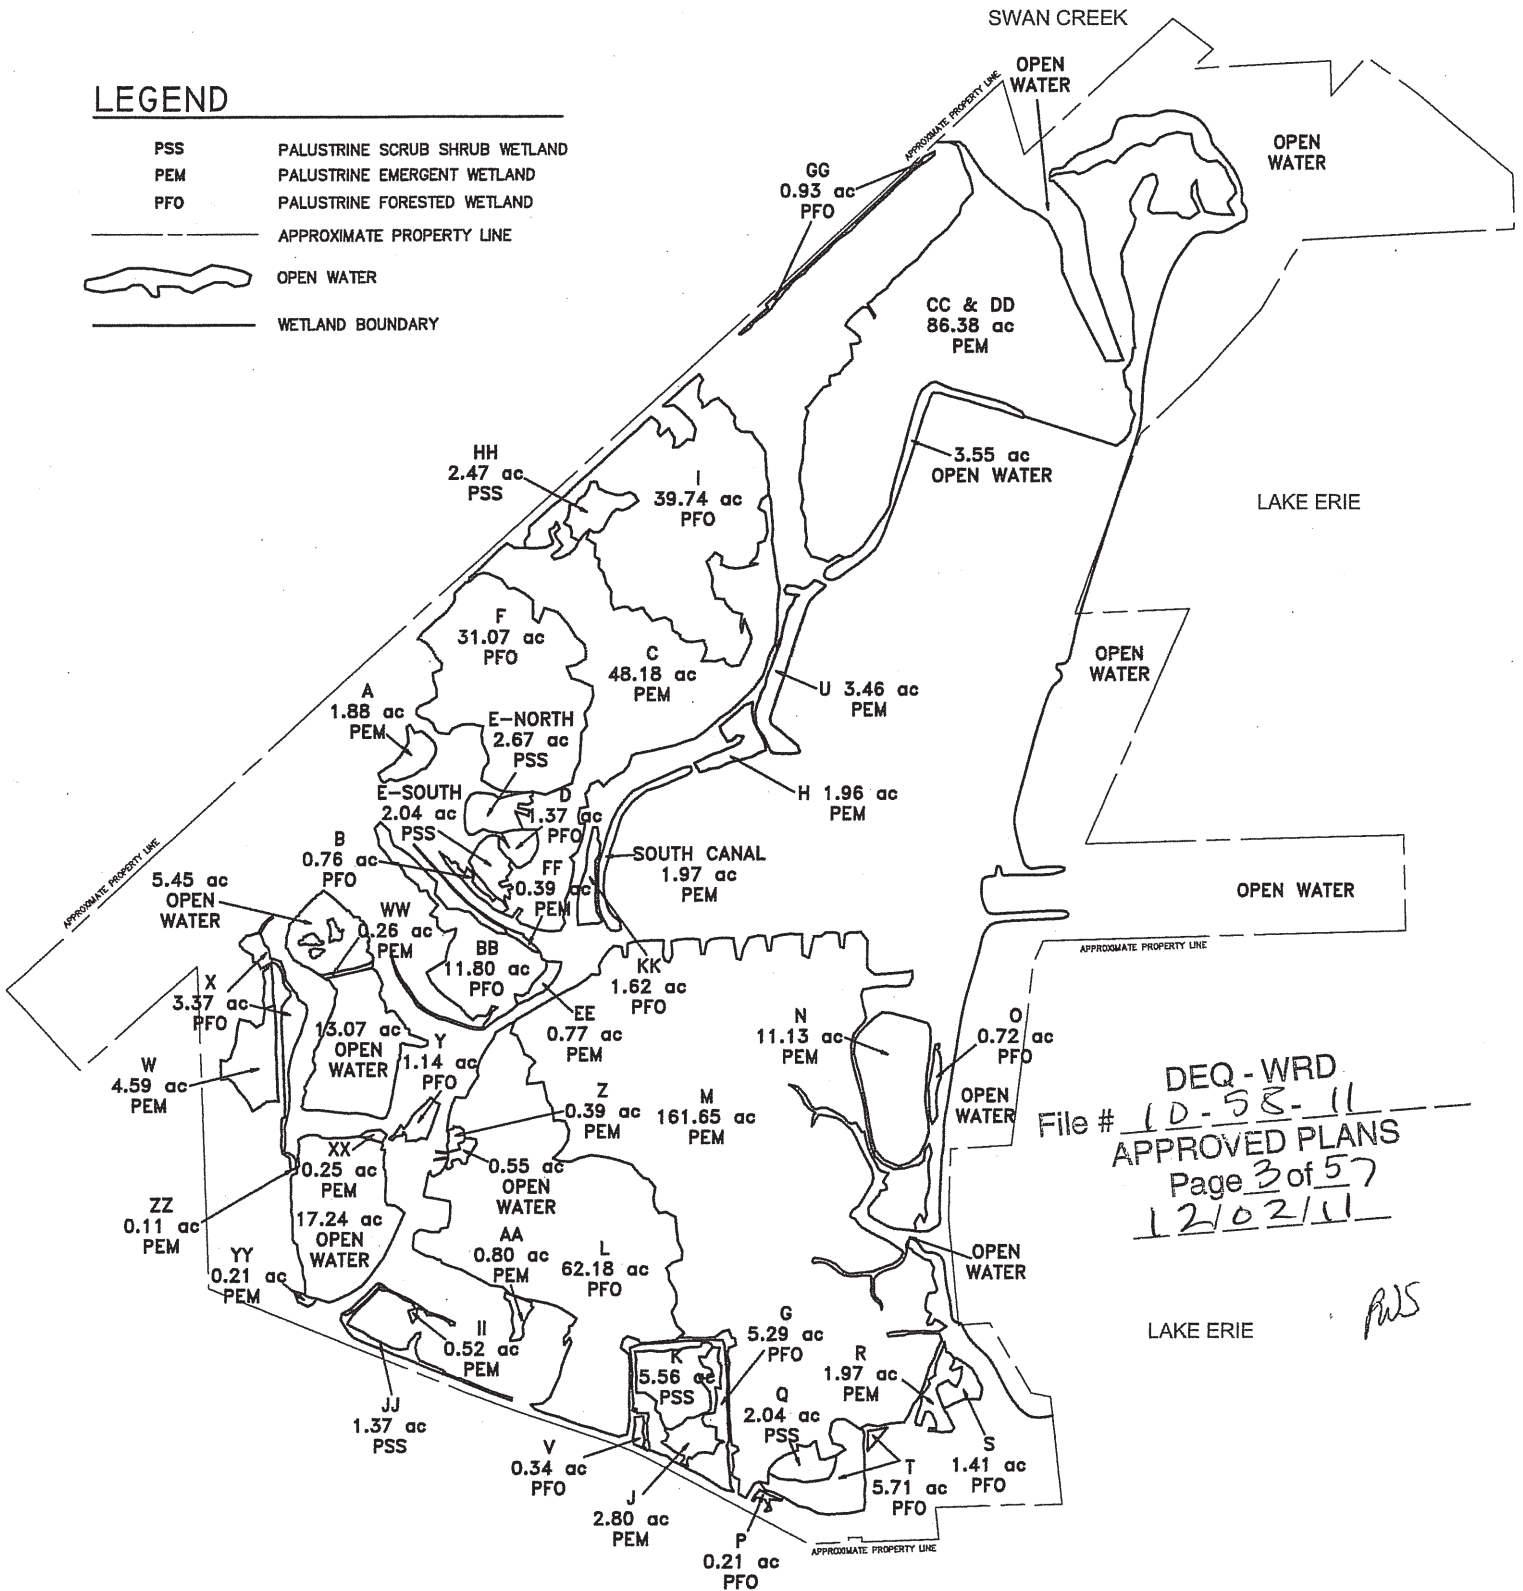 SWAN CREEK
OPEN
WATER
LEGEND
PSS PALUSTRINE SCRUB SHRUB WETLAND
PEM PALUSTRINE EMERGENT WETLAND
PFO PALUSTRINE FORESTED WETLAND
APPROXIMATE PROPERTY LINE
OPEN WATER
WETLAND BOUNDARY
APPROXIMATE PROPERTY LINE
OPEN
WATER
GG
0.93 ac
PFO
CC & DD
86.38 ac
PEM
3.55 ac
OPEN WATER
HH
2.47 ac
PSS
I
39.74 ac
PFO
LAKE ERIE
F
31.07 ac
PFO
C
48.18 ac
PEM
OPEN
WATER
U 3.46 ac
PEM
A
1.88 ac
PEM
E-NORTH
2.67 ac
PSS
E-SOUTH
2.04 ac
PSS
D
1.37 ac
PFO
H 1.96 ac
PEM
B
0.76 ac
PFO
FF
0.39 ac
PEM
SOUTH CANAL
1.97 ac
PEM
APPROXIMATE PROPERTY LINE
5.45 ac
OPEN
WATER
WW
0.26 ac
PEM
BB
11.80 ac
PFO
KK
1.62 ac
PFO
OPEN WATER
APPROXIMATE PROPERTY LINE
X
3.37 ac
PFO
EE
0.77 ac
PEM
13.07 ac
OPEN
WATER
Y
1.14 ac
PFO
N
11.13 ac
PEM
O
0.72 ac
PFO
W
4.59 ac
PEM
Z
0.39 ac
PEM
M
161.65 ac
PEM
OPEN
WATER
DEQ - WRD
File # 10-58-11
APPROVED PLANS
Page 3 of 57
12/02/11
XX
0.25 ac
PEM
0.55 ac
OPEN
WATER
ZZ
0.11 ac
PEM
17.24 ac
OPEN
WATER
YY
0.21 ac
PEM
AA
0.80 ac
PEM
L
62.18 ac
PFO
OPEN
WATER
II
0.52 ac
PEM
G
5.29 ac
PFO
LAKE ERIE
K
5.56 ac
PSS
R
1.97 ac
PEM
JJ
1.37 ac
PSS
Q
2.04 ac
PSS
V
0.34 ac
PFO
S
1.41 ac
PFO
T
5.71 ac
PFO
J
2.80 ac
PEM
P
0.21 ac
PFO
APPROXIMATE PROPERTY LINE